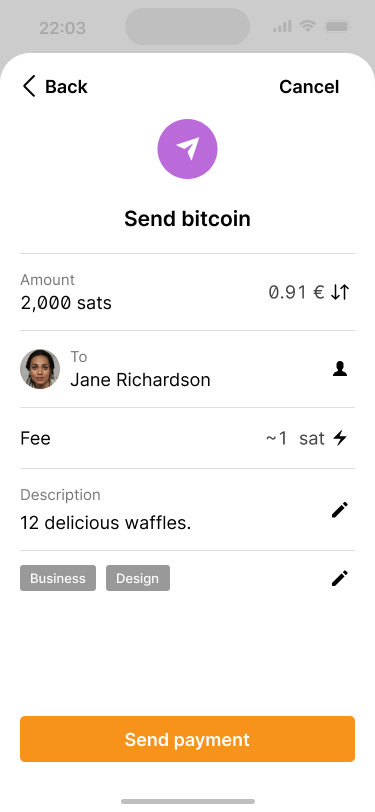 22:03
Back
Cancel
Send bitcoin
Amount
2,000 sats
0.91 €
To
Jane Richardson
Fee
~1 sat
Description
12 delicious waffles.
Business
Design
Send payment